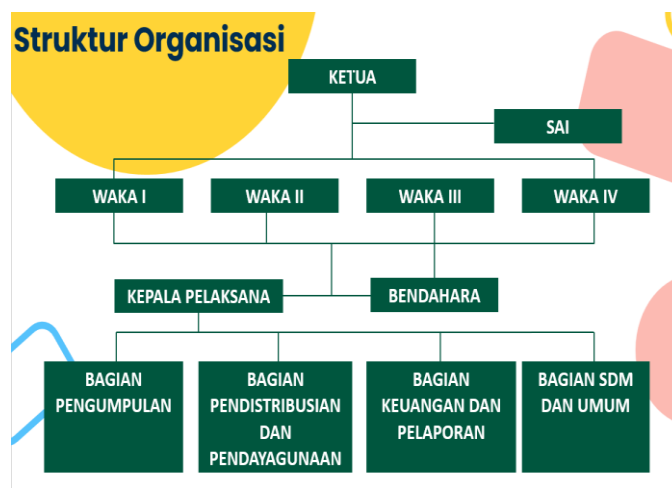 Struktur Organisasi
KETUA
SAI
WAKA I
WAKA II
WAKA III
WAKA IV
KEPALA PELAKSANA
BENDAHARA
BAGIAN
PENGUMPULAN
BAGIAN
PENDISTRIBUSIAN
DAN
PENDAYAGUNAAN
BAGIAN
KEUANGAN DAN
PELAPORAN
BAGIAN SDM
DAN UMUM